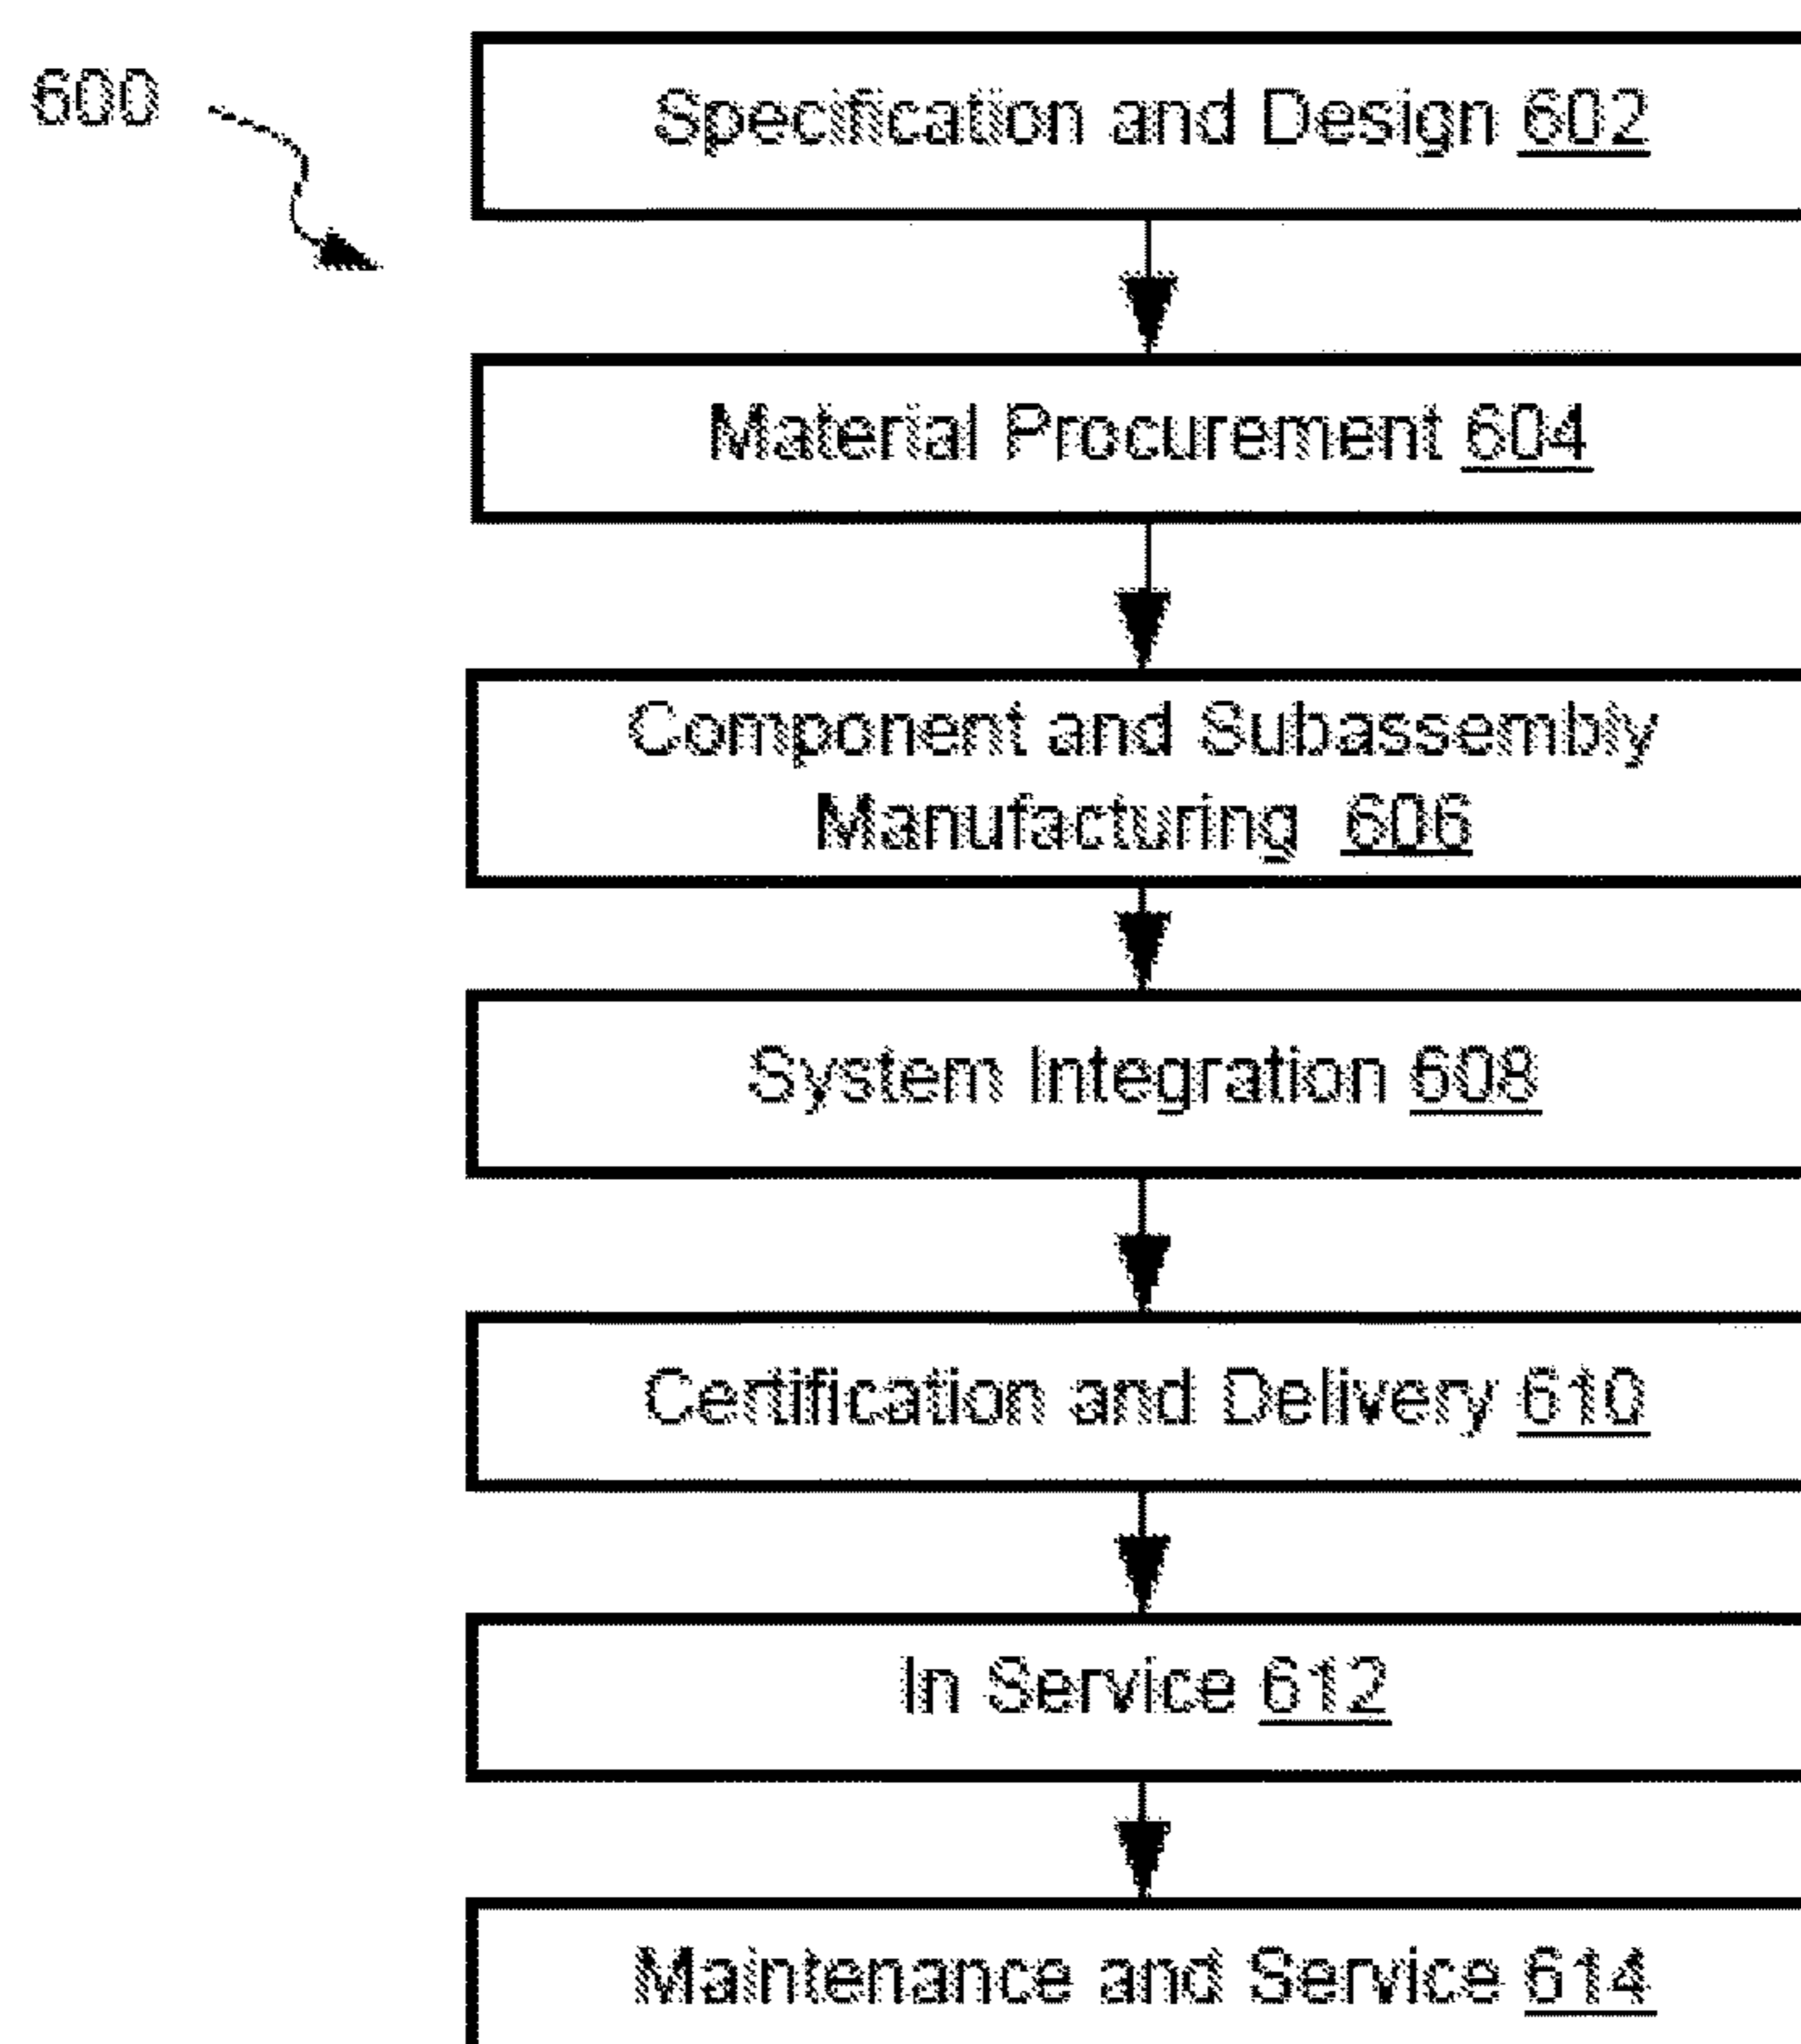 600
Specification and Design 602
Material Procurement 604
Component and Subassembly
Manufacturing 606
System Integration 608
Certification and Delivery 610
In Service 612
Maintenance and Service 614